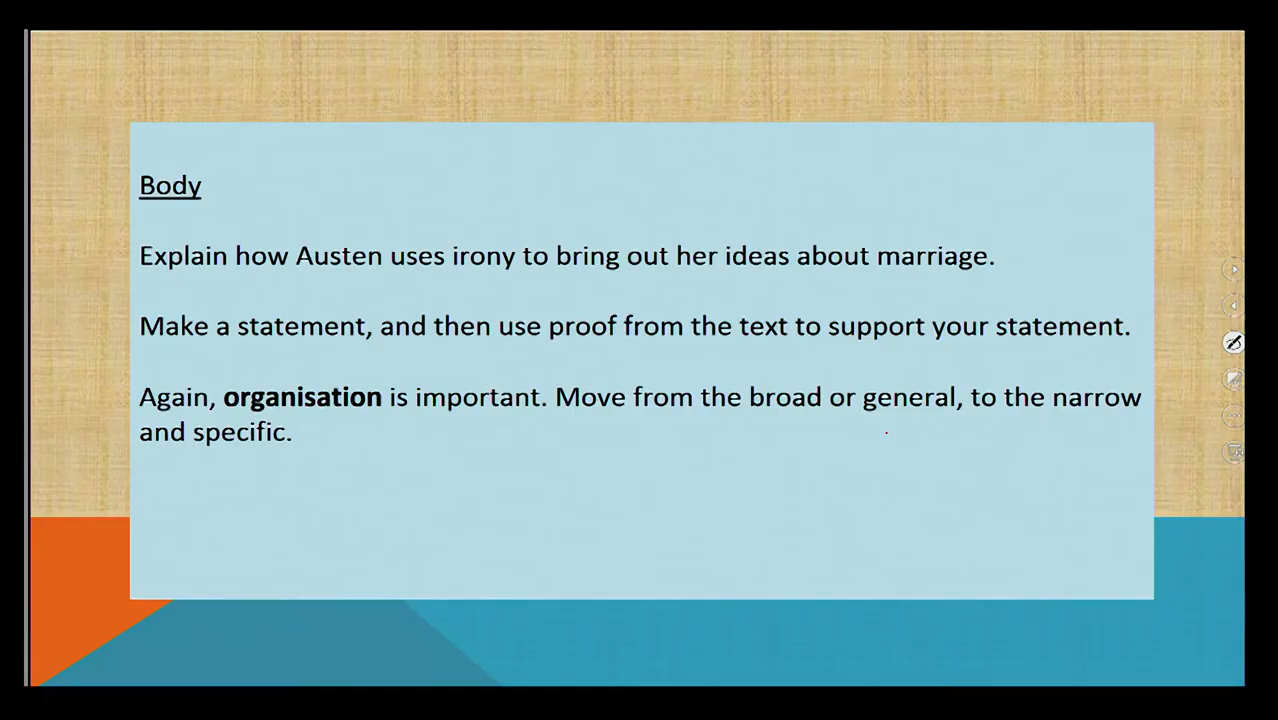 Body
Explain how Austen uses irony to bring out her ideas about marriage.
Make a statement, and then use proof from the text to support your statement.
Again, organisation is important. Move from the broad or general, to the narrow
and specific.